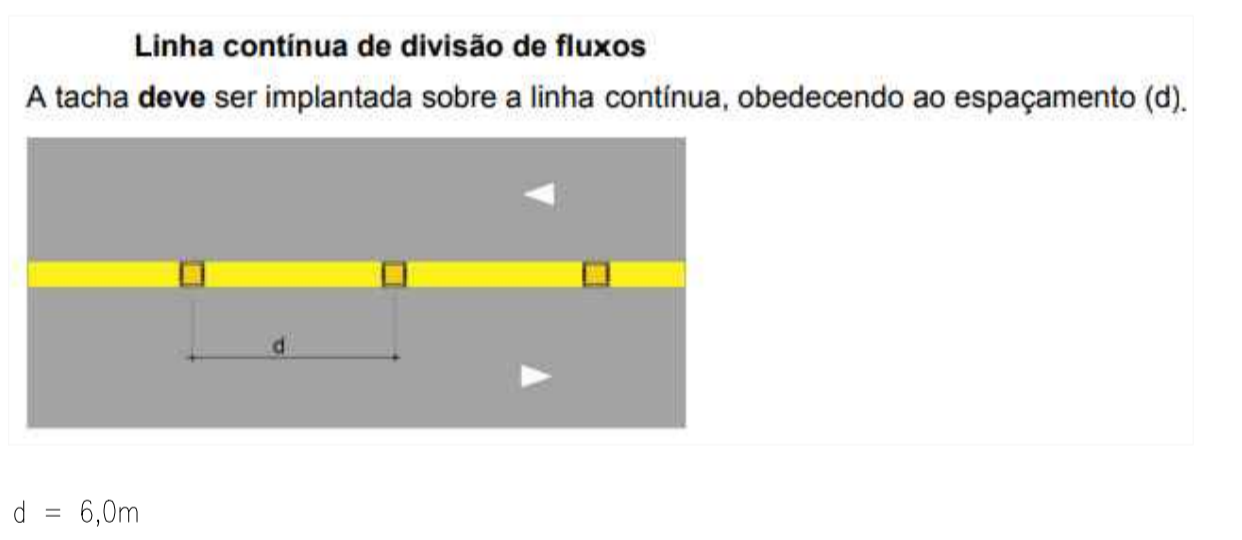 Linha contínua de divisão de fluxos
A tacha deve ser implantada sobre a linha contínua, obedecendo ao espaçamento (d).
d
d = 6,0m